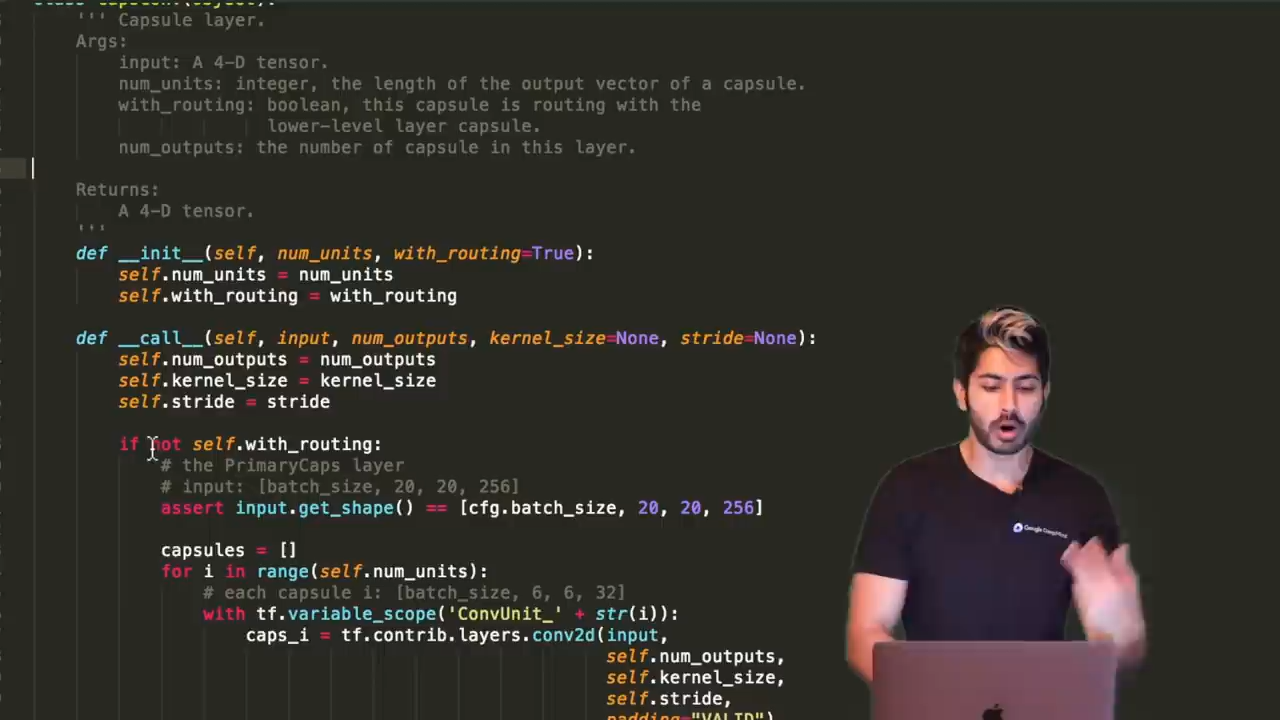 ''' Capsule layer.
Args:
input: A 4-D tensor.
num_units: integer, the length of the output vector of a capsule.
with_routing: boolean, this capsule is routing with the
lower-level layer capsule.
num_outputs: the number of capsule in this layer.
Returns:
A 4-D tensor.
'''
def __init__(self, num_units, with_routing=True):
self.num_units = num_units
self.with_routing = with_routing
def __call__(self, input, num_outputs, kernel_size=None, stride=None):
self.num_outputs = num_outputs
self.kernel_size = kernel_size
self.stride = stride
if not self.with_routing:
# the PrimaryCaps layer
# input: [batch_size, 20, 20, 256]
assert input.get_shape() == [cfg.batch_size, 20, 20, 256]
capsules = []
for i in range(self.num_units):
# each capsule i: [batch_size, 6, 6, 32]
with tf.variable_scope('ConvUnit_' + str(i)):
caps_i = tf.contrib.layers.conv2d(input,
self.num_outputs,
self.kernel_size,
self.stride,
padding="VALID")